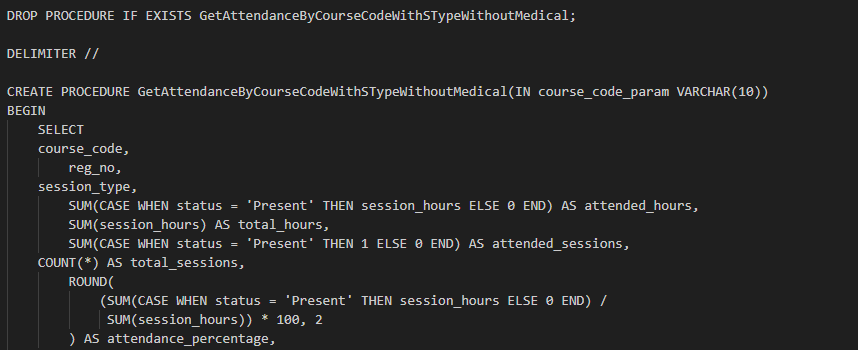 DROP PROCEDURE IF EXISTS GetAttendanceByCourseCodeWithSTypeWithoutMedical;
DELIMITER //
CREATE PROCEDURE GetAttendanceByCourseCodeWithSTypeWithoutMedical(IN course_code_param VARCHAR(10))
BEGIN
SELECT
course_code,
reg_no,
session_type,
SUM(CASE WHEN status = 'Present' THEN session_hours ELSE 0 END) AS attended_hours,
SUM(session_hours) AS total_hours,
SUM(CASE WHEN status = 'Present' THEN 1 ELSE 0 END) AS attended_sessions,
COUNT(*) AS total_sessions,
ROUND(
(SUM(CASE WHEN status = 'Present' THEN session_hours ELSE 0 END) /
SUM(session_hours)) * 100, 2
) AS attendance_percentage,